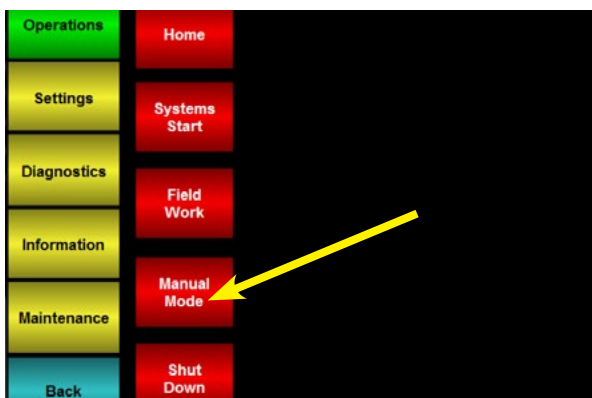 Operations
Settings
Diagnostics
Information
Maintenance
Back
Home
Systems
Start
Field
Work
Manual
Mode
Shut
Down